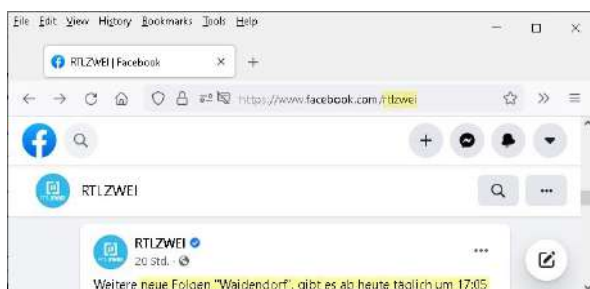 File Edit View History Bookmarks Tools Help
RTLZWEI | Facebook
https://www.facebook.com/rtlzwei
RTLZWEI
RTLZWEI
20 Std.
Weitere neue Folgen "Waidendorf", gibt es ab heute täglich um 17:05